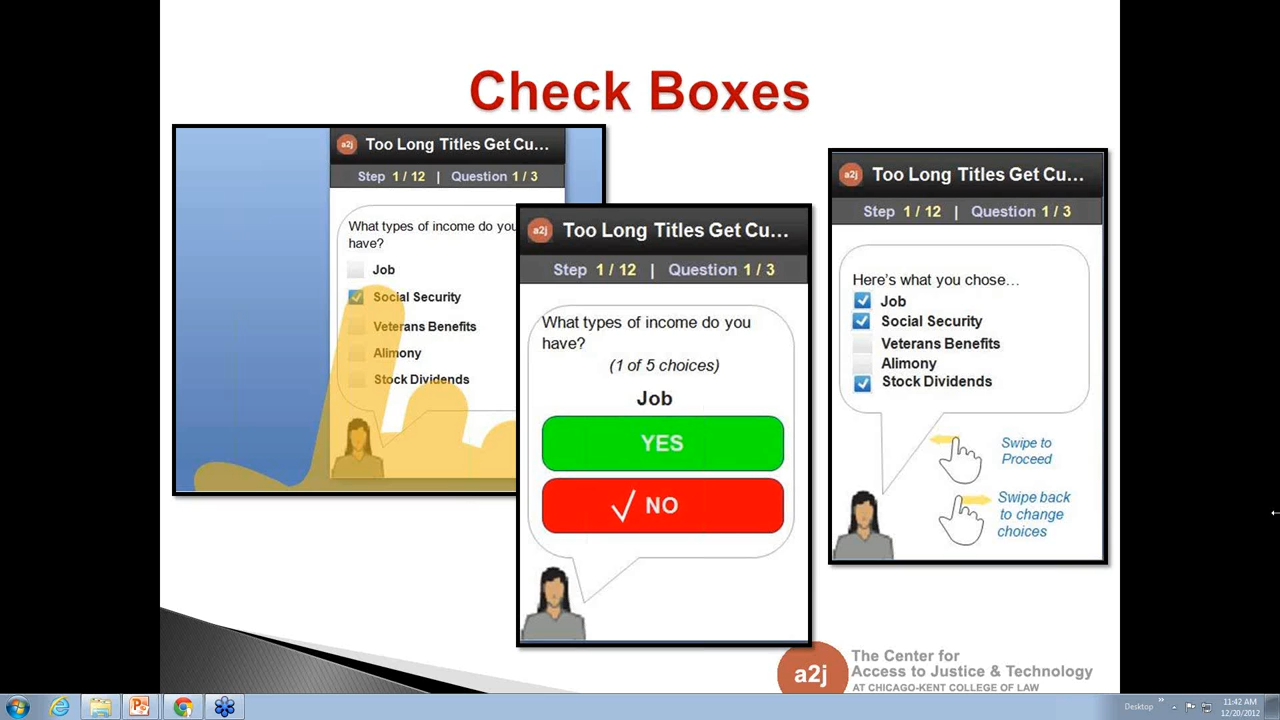 Check Boxes
a2j
Too Long Titles Get Cu...
Step 1 / 12 | Question 1 / 3
What types of income do you
have?
Job
Social Security
Veterans Benefits
Alimony
Stock Dividends
a2j
Too Long Titles Get Cu...
Step 1 / 12 | Question 1 / 3
What types of income do you
have?
(1 of 5 choices)
Job
YES
NO
a2j
Too Long Titles Get Cu...
Step 1 / 12 | Question 1 / 3
Here's what you chose...
Job
Social Security
Veterans Benefits
Alimony
Stock Dividends
Swipe to
Proceed
Swipe back
to change
choices
a2j
The Center for
Access to Justice & Technology
AT CHICAGO-KENT COLLEGE OF LAW
Desktop
11:42 AM
12/20/2012